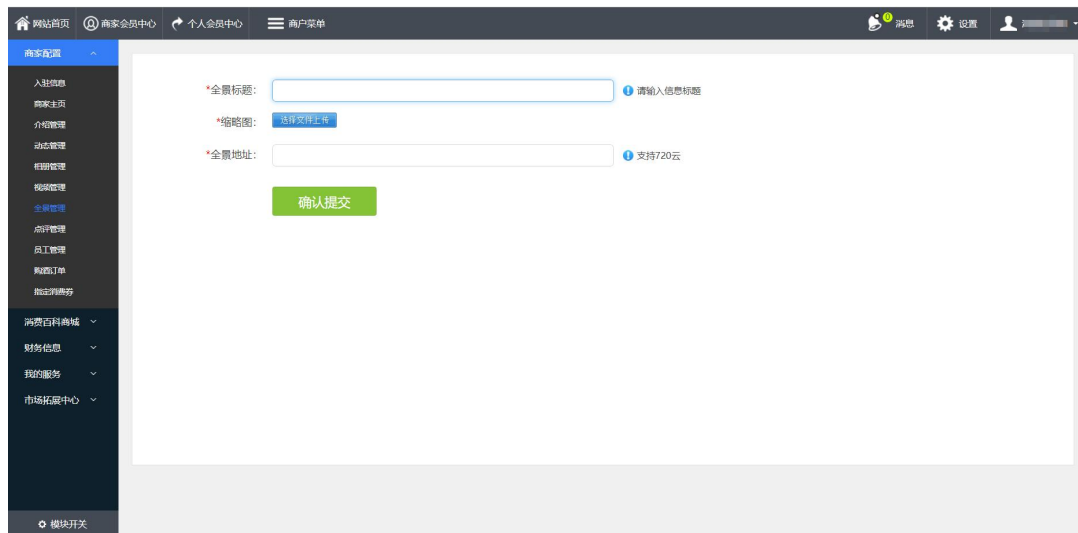 网站首页 商家会员中心 个人会员中心 商户菜单 0 消息 设置
商家配置
入驻信息
商家主页
介绍管理
动态管理
相册管理
视频管理
全景管理
点评管理
员工管理
购酒订单
指定消费券
消费百科商城
财务信息
我的服务
市场拓展中心
模块开关
*全景标题: 请输入信息标题
*缩略图: 选择文件上传
*全景地址: 支持720云
确认提交